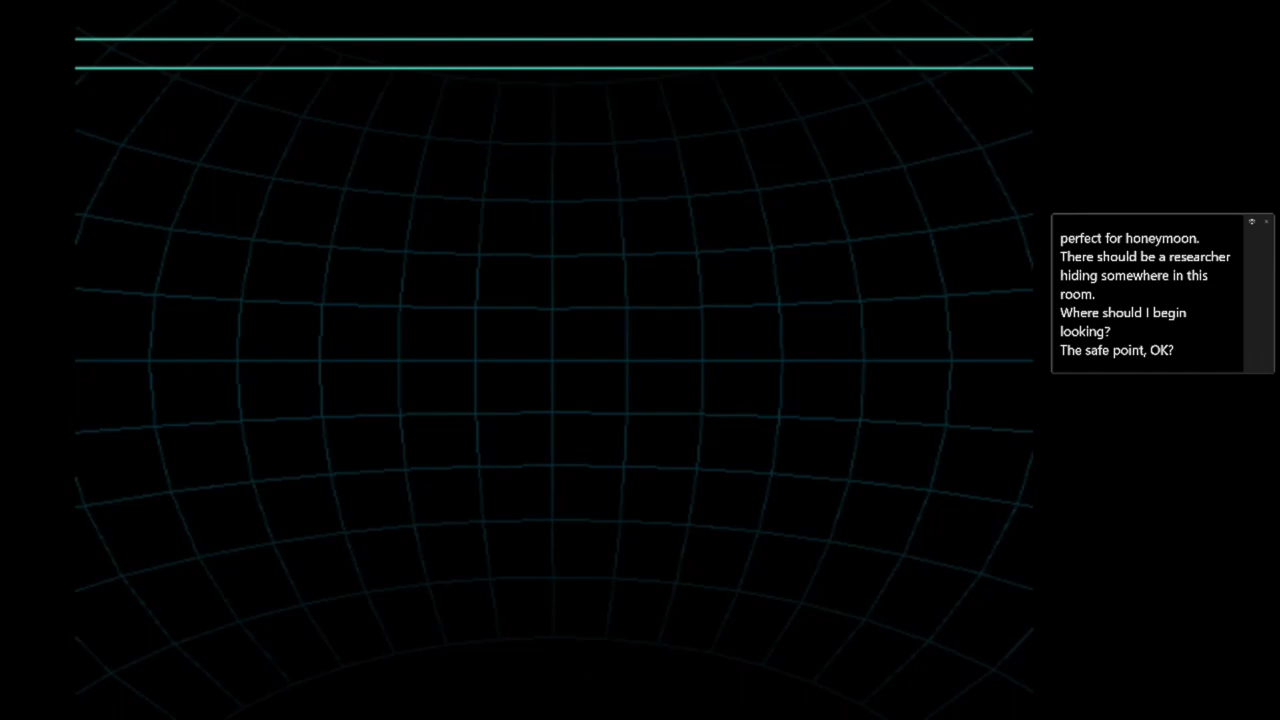 perfect for honeymoon.
There should be a researcher
hiding somewhere in this
room.
Where should I begin
looking?
The safe point, OK?